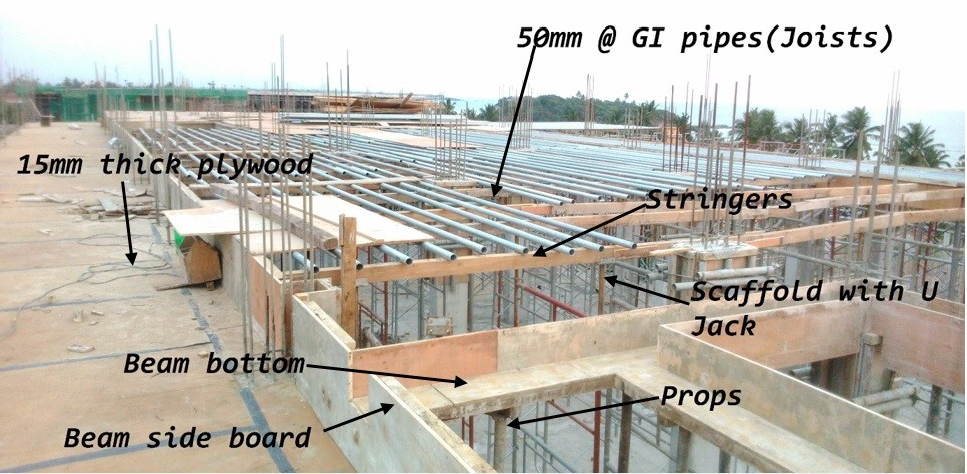 50mm @ GI pipes(Joists)
15mm thick plywood
Stringers
Scaffold with U
Jack
Beam bottom
Props
Beam side board